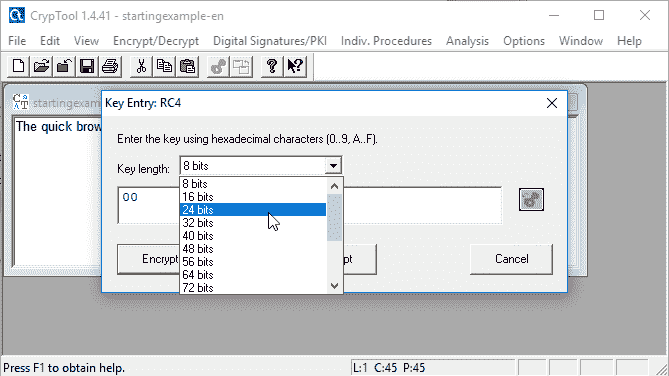 CrypTool 1.4.41 - startingexample-en
File Edit View Encrypt/Decrypt Digital Signatures/PKI Indiv. Procedures Analysis Options Window Help
startingexam
The quick brow
Key Entry: RC4
Enter the key using hexadecimal characters (0..9, A..F).
Key length: 8 bits
00
8 bits
16 bits
24 bits
32 bits
40 bits
48 bits
56 bits
64 bits
72 bits
Encrypt
pt
Cancel
Press F1 to obtain help.
L:1 C:45 P:45